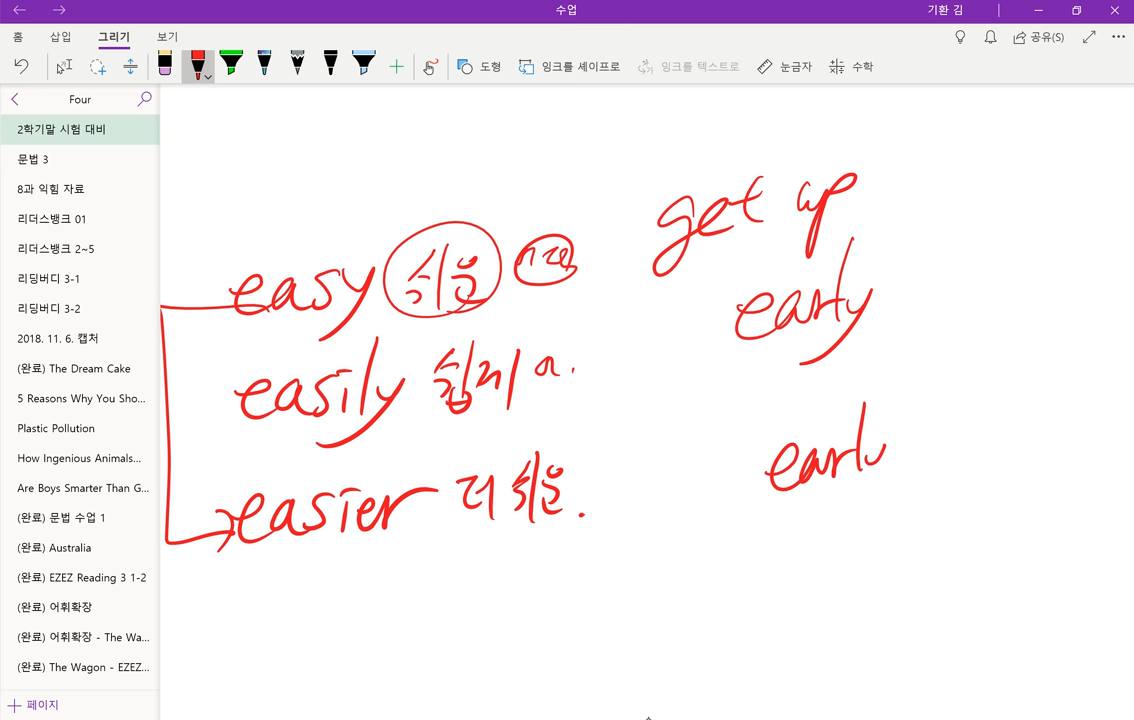 수업
기환 김
홈 삽입 그리기 보기
공유(S)
도형 잉크를 셰이프로 잉크를 텍스트로 눈금자 수학
Four
2학기말 시험 대비
문법 3
8과 익힘 자료
리더스뱅크 01
리더스뱅크 2~5
리딩버디 3-1
리딩버디 3-2
2018. 11. 6. 캡처
(완료) The Dream Cake
5 Reasons Why You Sho...
Plastic Pollution
How Ingenious Animals...
Are Boys Smarter Than G...
(완료) 문법 수업 1
(완료) Australia
(완료) EZEZ Reading 3 1-2
(완료) 어휘확장
(완료) 어휘확장 - The Wa...
(완료) The Wagon - EZEZ...
페이지
easy 쉬운
easily 쉽게
easier 더 쉬운.
get up
early